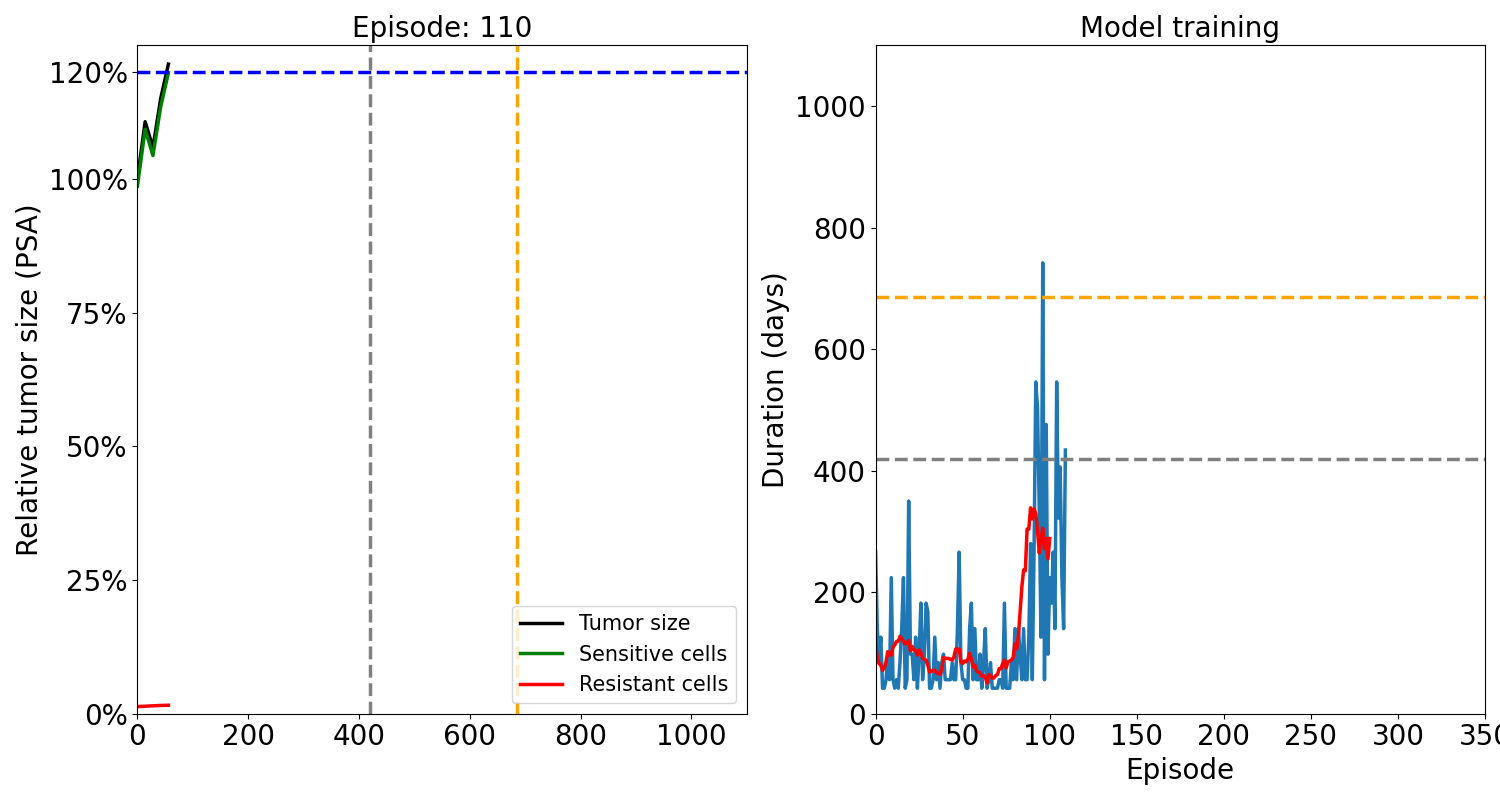 Episode: 110
Relative tumor size (PSA)
120%
100%
75%
50%
25%
0%
0 200 400 600 800 1000
Tumor size
Sensitive cells
Resistant cells
Model training
Duration (days)
1000
800
600
400
200
0
0 50 100 150 200 250 300 350
Episode